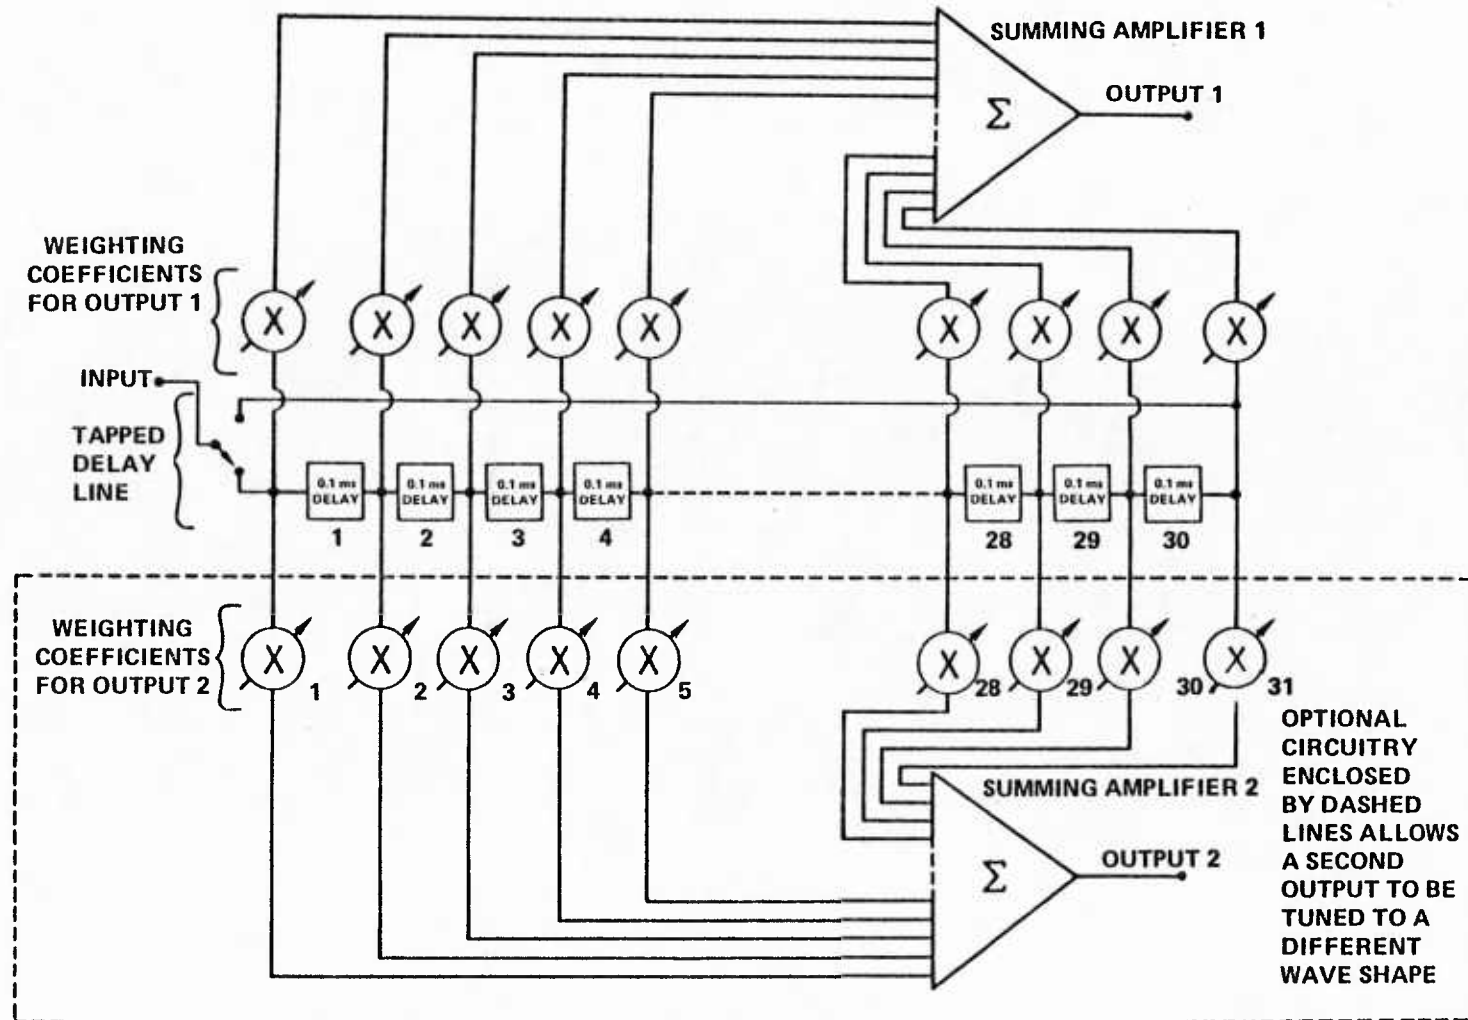 SUMMING AMPLIFIER 1
OUTPUT 1
Σ
WEIGHTING
COEFFICIENTS
FOR OUTPUT 1
X X X X X X X X X
INPUT
TAPPED
DELAY
LINE
0.1 ms
DELAY
0.1 ms
DELAY
0.1 ms
DELAY
0.1 ms
DELAY
0.1 ms
DELAY
0.1 ms
DELAY
0.1 ms
DELAY
1 2 3 4 28 29 30
WEIGHTING
COEFFICIENTS
FOR OUTPUT 2
X X X X X X X X X
1 2 3 4 5 28 29 30 31
SUMMING AMPLIFIER 2
OUTPUT 2
Σ
OPTIONAL
CIRCUITRY
ENCLOSED
BY DASHED
LINES ALLOWS
A SECOND
OUTPUT TO BE
TUNED TO A
DIFFERENT
WAVE SHAPE